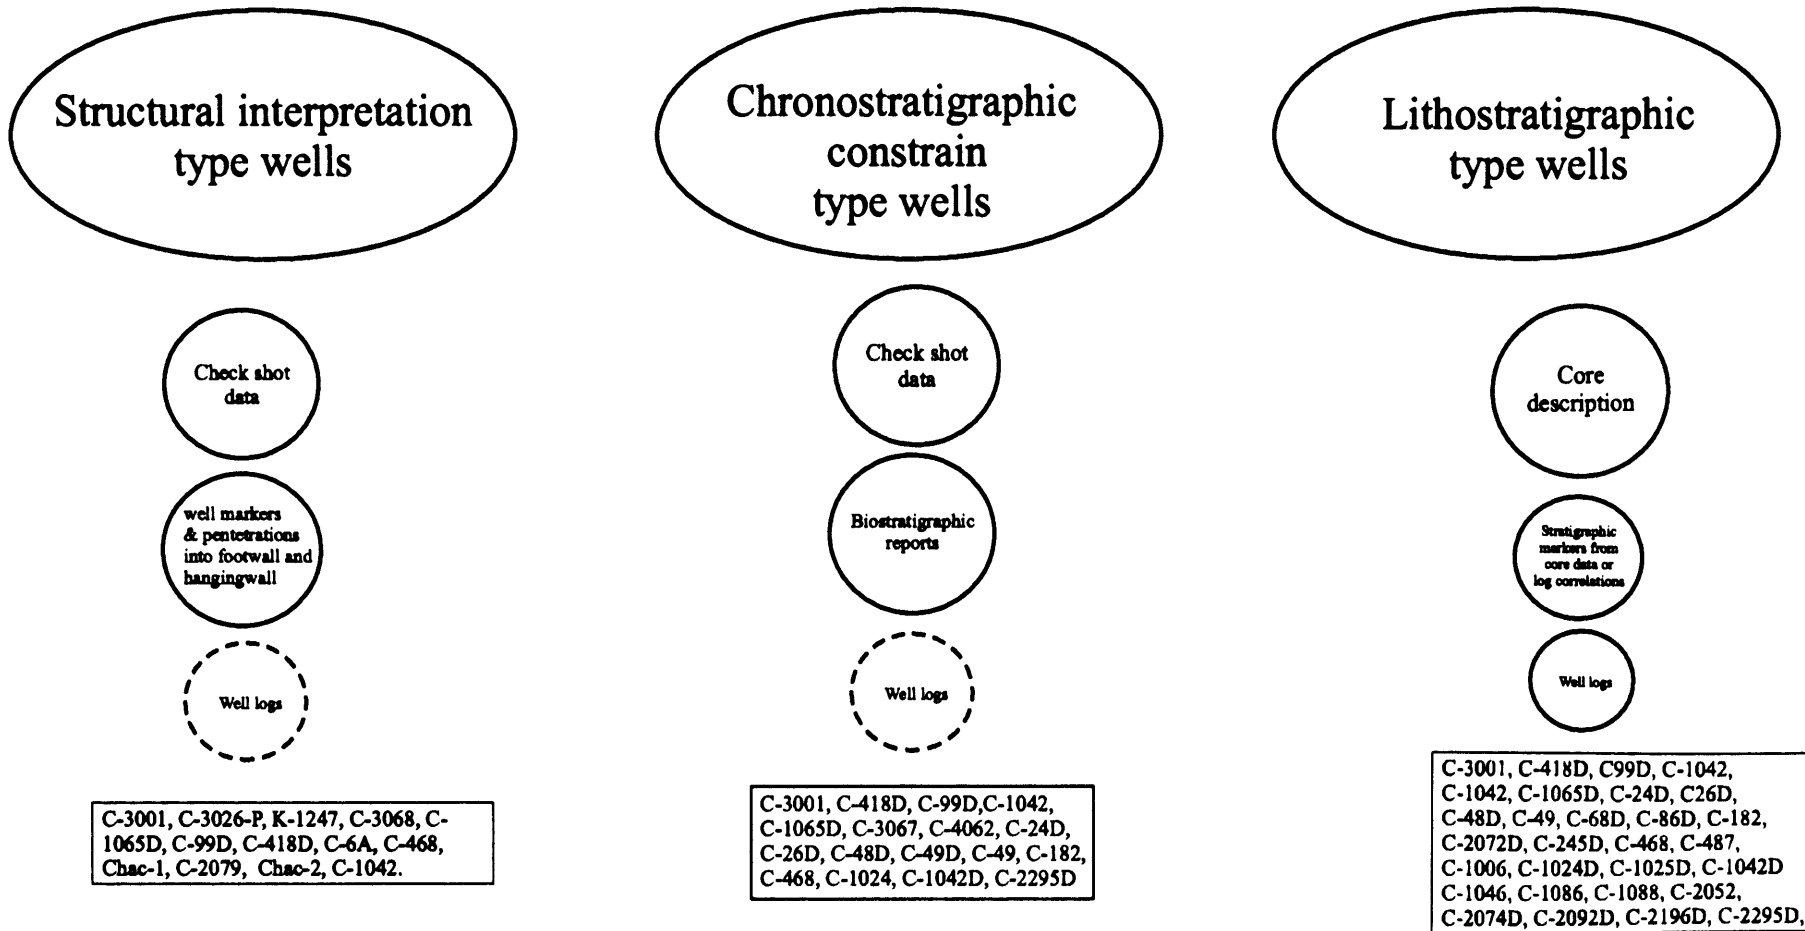 Structural interpretation
type wells
Check shot
data
well markers
& pentetrations
into footwall and
hangingwall
Well logs
C-3001, C-3026-P, K-1247, C-3068, C-
1065D, C-99D, C-418D, C-6A, C-468,
Chac-1, C-2079, Chac-2, C-1042.
Chronostratigraphic
constrain
type wells
Check shot
data
Biostratigraphic
reports
Well logs
C-3001, C-418D, C-99D,C-1042,
C-1065D, C-3067, C-4062, C-24D,
C-26D, C-48D, C-49D, C-49, C-182,
C-468, C-1024, C-1042D, C-2295D
Lithostratigraphic
type wells
Core
description
Stratigraphic
markers from
core data or
log correlations
Well logs
C-3001, C-418D, C99D, C-1042,
C-1042, C-1065D, C-24D, C26D,
C-48D, C-49, C-68D, C-86D, C-182,
C-2072D, C-245D, C-468, C-487,
C-1006, C-1024D, C-1025D, C-1042D
C-1046, C-1086, C-1088, C-2052,
C-2074D, C-2092D, C-2196D, C-2295D,